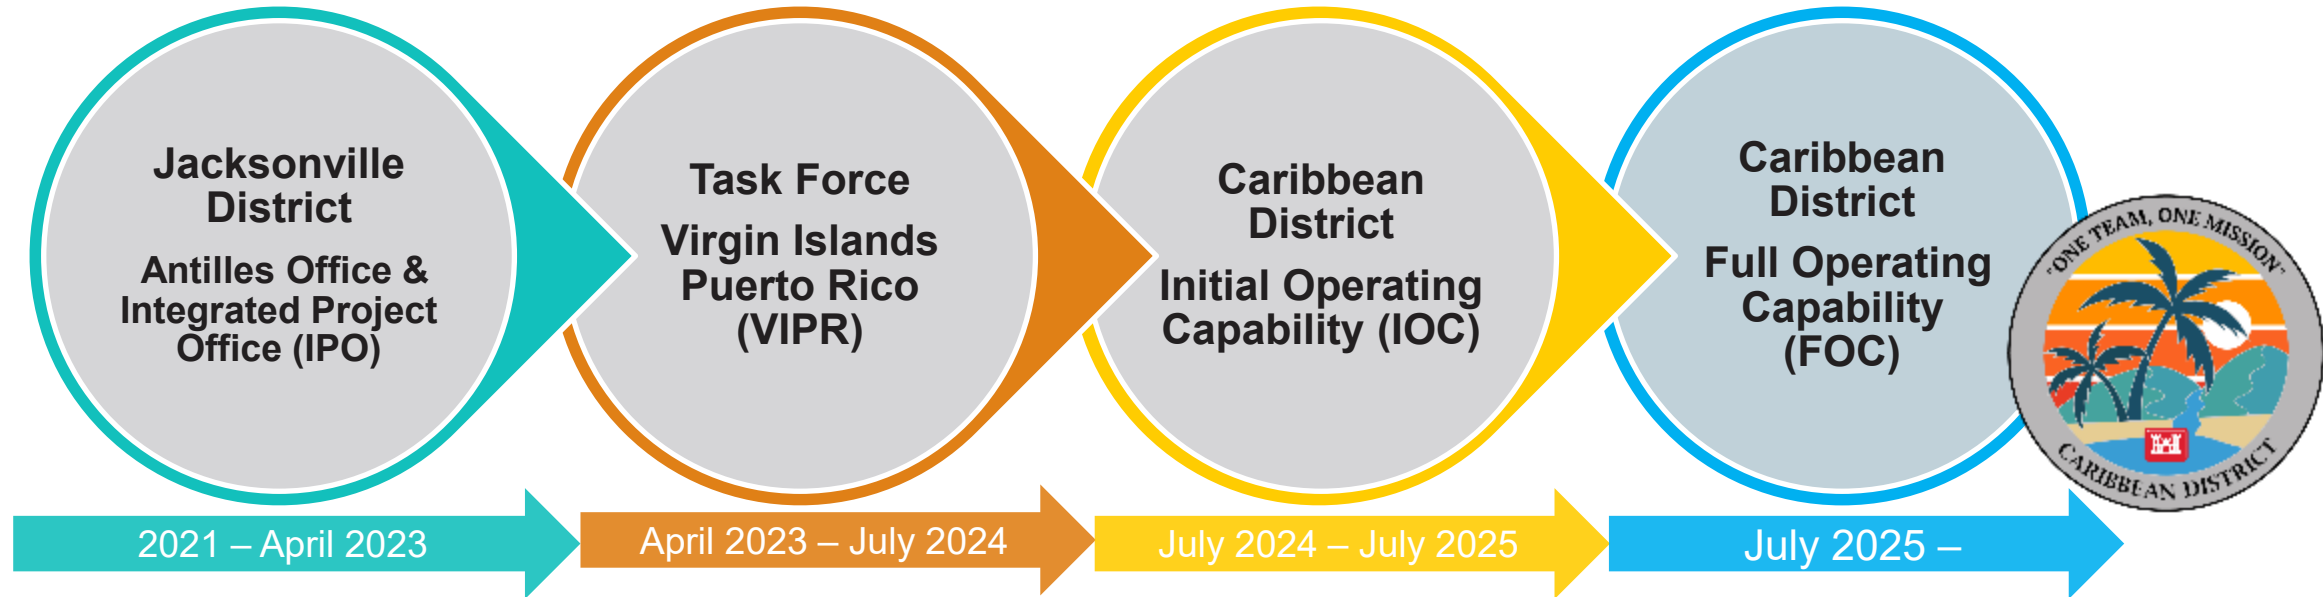 Jacksonville
District
Antilles Office &
Integrated Project
Office (IPO)
2021 – April 2023
Task Force
Virgin Islands
Puerto Rico
(VIPR)
April 2023 – July 2024
Caribbean
District
Initial Operating
Capability (IOC)
July 2024 – July 2025
Caribbean
District
Full Operating
Capability
(FOC)
July 2025 –
"ONE TEAM, ONE MISSION"
CARIBBEAN DISTRICT